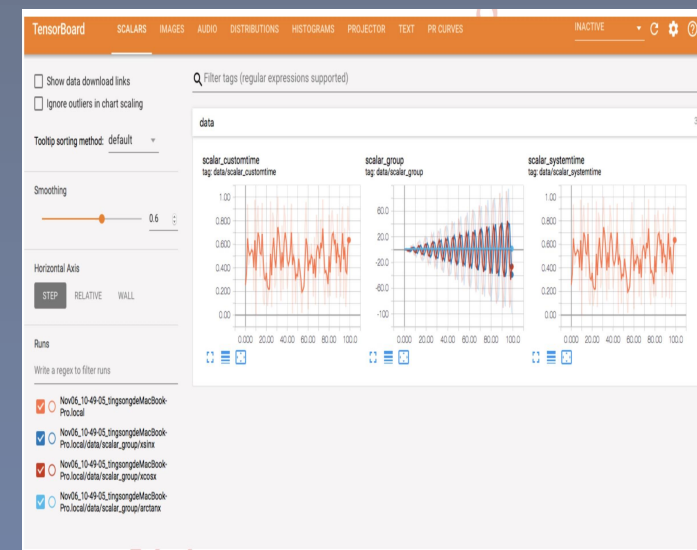 TensorBoard SCALARS IMAGES AUDIO DISTRIBUTIONS HISTOGRAMS PROJECTOR TEXT PR CURVES INACTIVE
Show data download links
Ignore outliers in chart scaling
Tooltip sorting method: default
Smoothing
0.6
Horizontal Axis
STEP RELATIVE WALL
Runs
Write a regex to filter runs
Nov06_10-49-05_tingsongdeMacBook-
Pro.local
Nov06_10-49-05_tingsongdeMacBook-
Pro.local/data/scalar_group/xsinx
Nov06_10-49-05_tingsongdeMacBook-
Pro.local/data/scalar_group/xcosx
Nov06_10-49-05_tingsongdeMacBook-
Pro.local/data/scalar_group/arctanx
Filter tags (regular expressions supported)
data
scalar_customtime
tag: data/scalar_customtime
1.00
0.800
0.600
0.400
0.200
0.00
0.000 20.00 40.00 60.00 80.00 100.0
scalar_group
tag: data/scalar_group
60.0
20.0
-20.0
-60.0
-100
0.000 20.00 40.00 60.00 80.00 100.0
scalar_systemtime
tag: data/scalar_systemtime
1.00
0.800
0.600
0.400
0.200
0.00
0.000 20.00 40.00 60.00 80.00 100.0